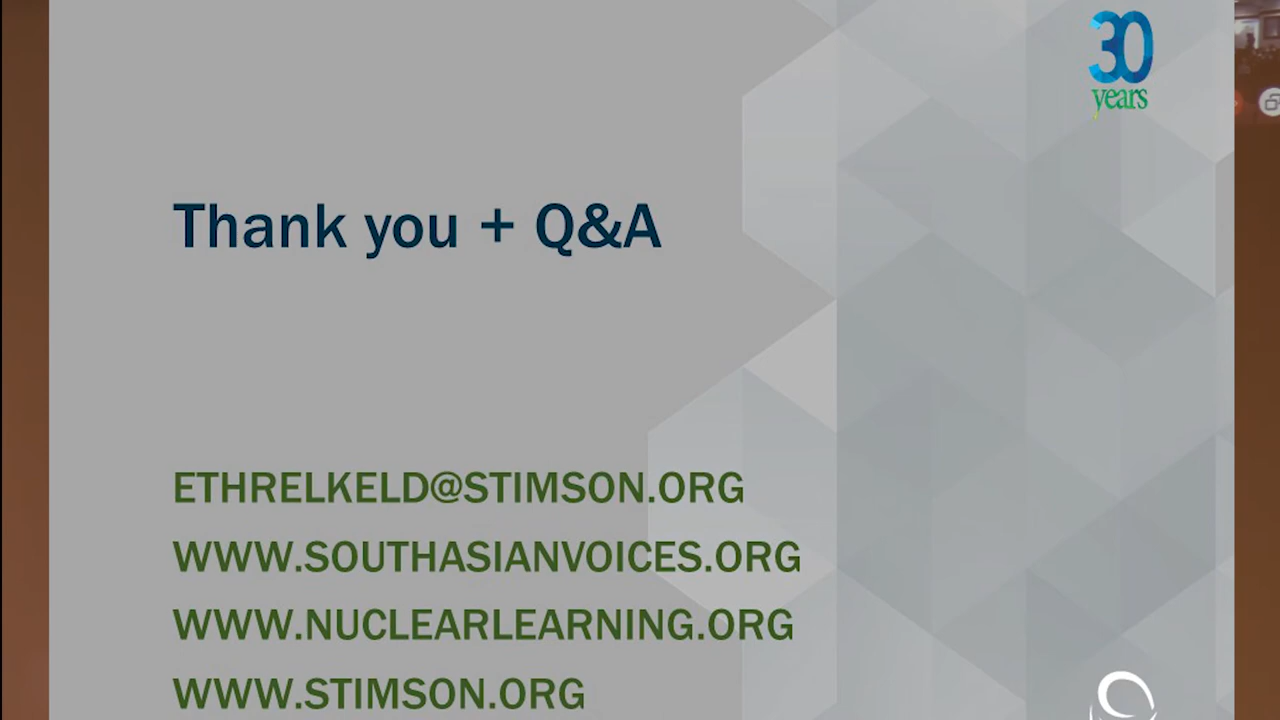 30
years
Thank you + Q&A
ETHRELKELD@STIMSON.ORG
WWW.SOUTHASIANVOICES.ORG
WWW.NUCLEARLEARNING.ORG
WWW.STIMSON.ORG